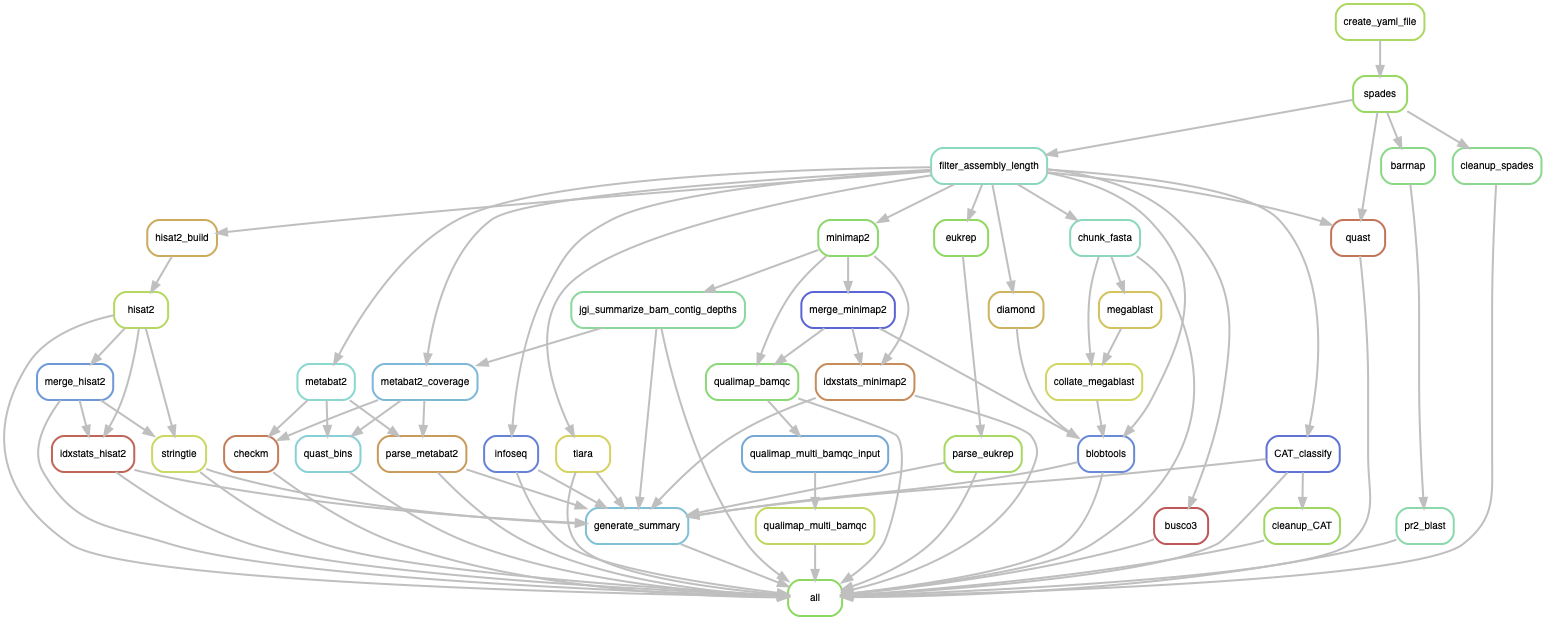 create_yaml_file
spades
filter_assembly_length
barrnap
cleanup_spades
hisat2_build
minimap2
eukrep
chunk_fasta
quast
hisat2
jgi_summarize_bam_contig_depths
merge_minimap2
diamond
megablast
merge_hisat2
metabat2
metabat2_coverage
qualimap_bamqc
idxstats_minimap2
collate_megablast
idxstats_hisat2
stringtie
checkm
quast_bins
parse_metabat2
infoseq
tiara
qualimap_multi_bamqc_input
parse_eukrep
blobtools
CAT_classify
generate_summary
qualimap_multi_bamqc
busco3
cleanup_CAT
pr2_blast
all